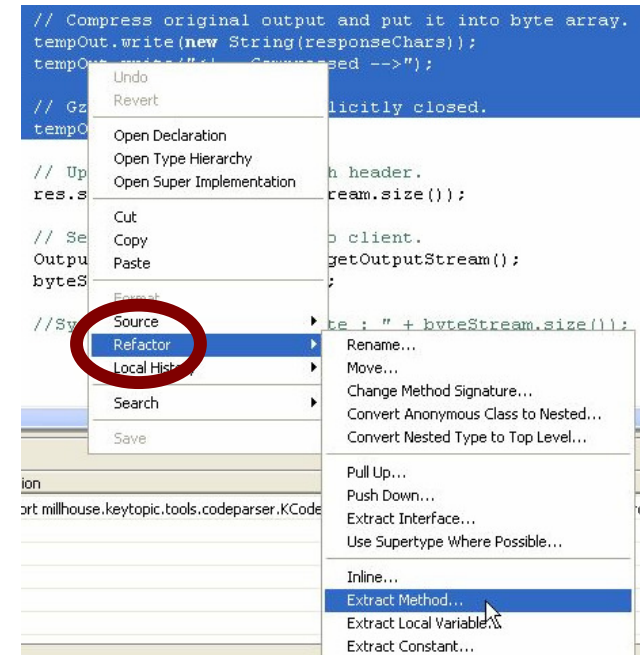 // Compress original output and put it into byte array.
tempOut.write(new String(responseChars));
tempO sed -->");
// Gz licitly closed.
tempO
// Up h header.
res.s ream.size());
// Se o client.
Outpu getOutputStream();
byteS ;
//Sy te : " + byteStream.size());
Undo
Revert
Open Declaration
Open Type Hierarchy
Open Super Implementation
Cut
Copy
Paste
Format
Source
Refactor
Local History
Search
Save
Rename...
Move...
Change Method Signature...
Convert Anonymous Class to Nested...
Convert Nested Type to Top Level...
Pull Up...
Push Down...
Extract Interface...
Use Supertype Where Possible...
Inline...
Extract Method...
Extract Local Variable...
Extract Constant...
ion
ort millhouse.keytopic.tools.codeparser.KCode